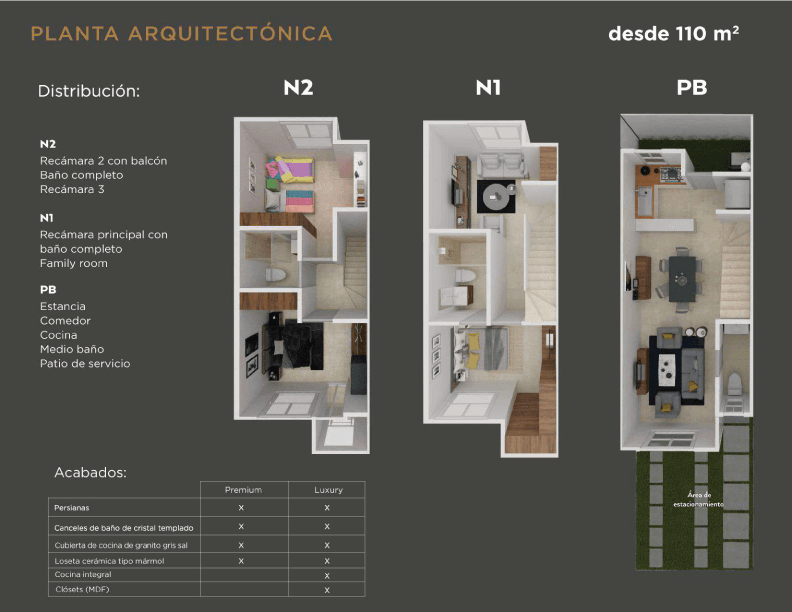 PLANTA ARQUITECTÓNICA
desde 110 m²
Distribución:
N2
N1
PB
N2
Recámara 2 con balcón
Baño completo
Recámara 3
N1
Recámara principal con
baño completo
Family room
PB
Estancia
Comedor
Cocina
Medio baño
Patio de servicio
Área de
estacionamiento
Acabados:
Premium Luxury
Persianas X X
Canceles de baño de cristal templado X X
Cubierta de cocina de granito gris sal X X
Loseta cerámica tipo mármol X X
Cocina integral X
Clósets (MDF) X